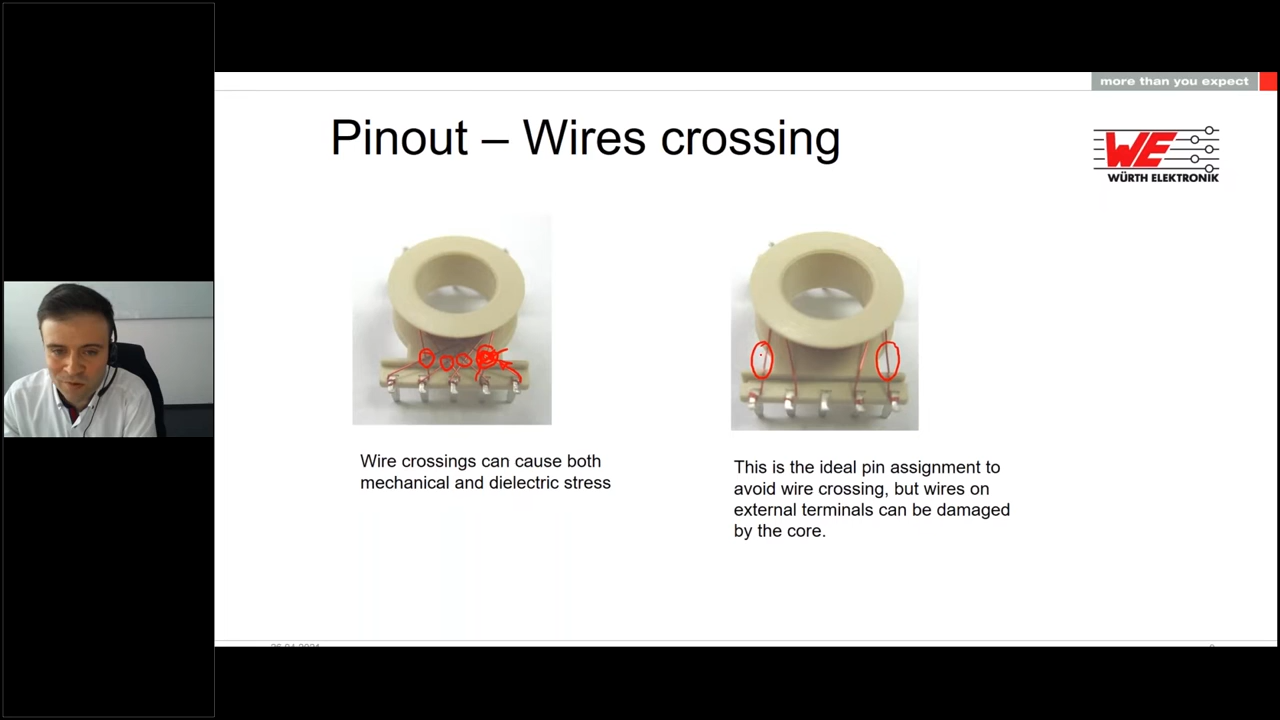 more than you expect
Pinout – Wires crossing
WE
WÜRTH ELEKTRONIK
Wire crossings can cause both
mechanical and dielectric stress
This is the ideal pin assignment to
avoid wire crossing, but wires on
external terminals can be damaged
by the core.